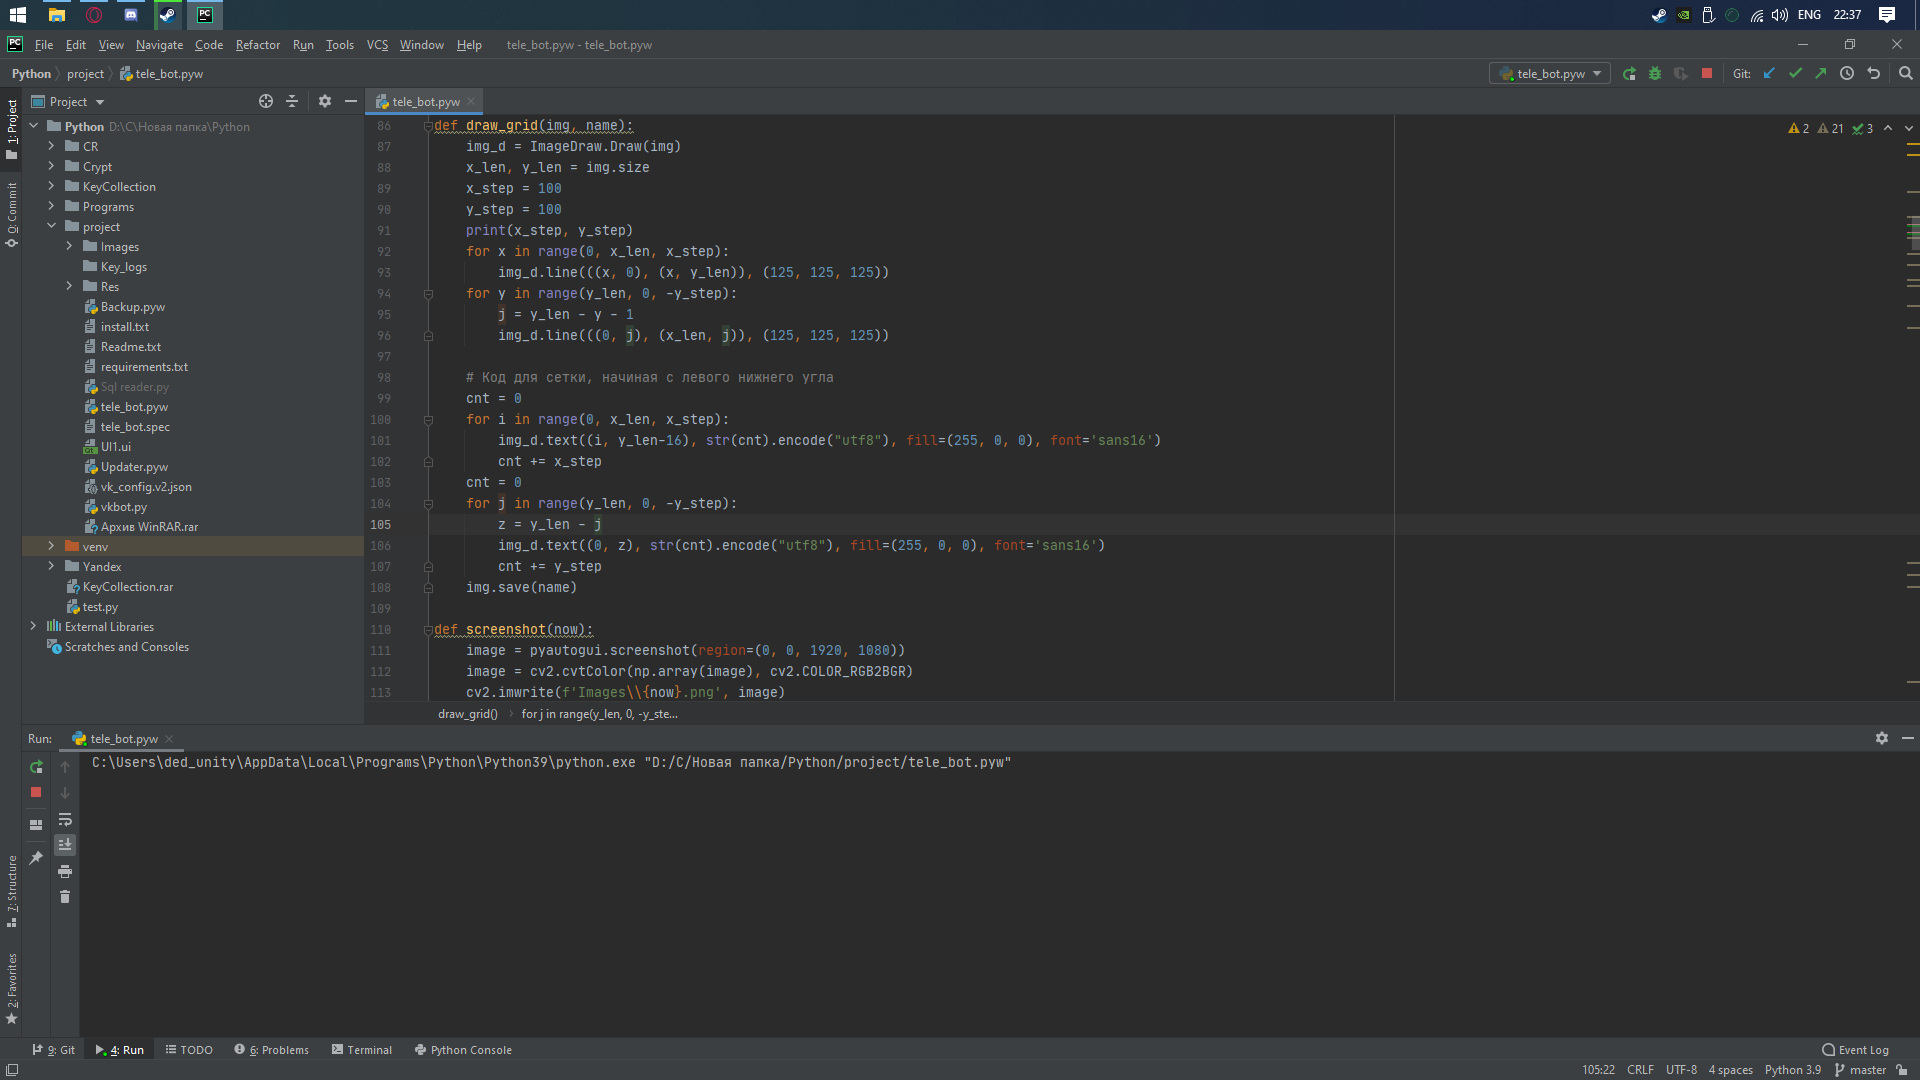 ENG
22:37
File Edit View Navigate Code Refactor Run Tools VCS Window Help tele_bot.pyw - tele_bot.pyw
Python project tele_bot.pyw
tele_bot.pyw
Git:
1: Project
0: Commit
7: Structure
2: Favorites
Project
Python D:\C\Новая папка\Python
CR
Crypt
KeyCollection
Programs
project
Images
Key_logs
Res
Backup.pyw
install.txt
Readme.txt
requirements.txt
Sql reader.py
tele_bot.pyw
tele_bot.spec
UI1.ui
Updater.pyw
vk_config.v2.json
vkbot.py
Архив WinRAR.rar
venv
Yandex
KeyCollection.rar
test.py
External Libraries
Scratches and Consoles
tele_bot.pyw
2 21 3
86 def draw_grid(img, name):
87 img_d = ImageDraw.Draw(img)
88 x_len, y_len = img.size
89 x_step = 100
90 y_step = 100
91 print(x_step, y_step)
92 for x in range(0, x_len, x_step):
93 img_d.line(((x, 0), (x, y_len)), (125, 125, 125))
94 for y in range(y_len, 0, -y_step):
95 j = y_len - y - 1
96 img_d.line(((0, j), (x_len, j)), (125, 125, 125))
97
98 # Код для сетки, начиная с левого нижнего угла
99 cnt = 0
100 for i in range(0, x_len, x_step):
101 img_d.text((i, y_len-16), str(cnt).encode("utf8"), fill=(255, 0, 0), font='sans16')
102 cnt += x_step
103 cnt = 0
104 for j in range(y_len, 0, -y_step):
105 z = y_len - j
106 img_d.text((0, z), str(cnt).encode("utf8"), fill=(255, 0, 0), font='sans16')
107 cnt += y_step
108 img.save(name)
109
110 def screenshot(now):
111 image = pyautogui.screenshot(region=(0, 0, 1920, 1080))
112 image = cv2.cvtColor(np.array(image), cv2.COLOR_RGB2BGR)
113 cv2.imwrite(f'Images\\{now}.png', image)
draw_grid() for j in range(y_len, 0, -y_ste...
Run: tele_bot.pyw
C:\Users\ded_unity\AppData\Local\Programs\Python\Python39\python.exe "D:/C/Новая папка/Python/project/tele_bot.pyw"
9: Git 4: Run TODO 6: Problems Terminal Python Console Event Log
105:22 CRLF UTF-8 4 spaces Python 3.9 master